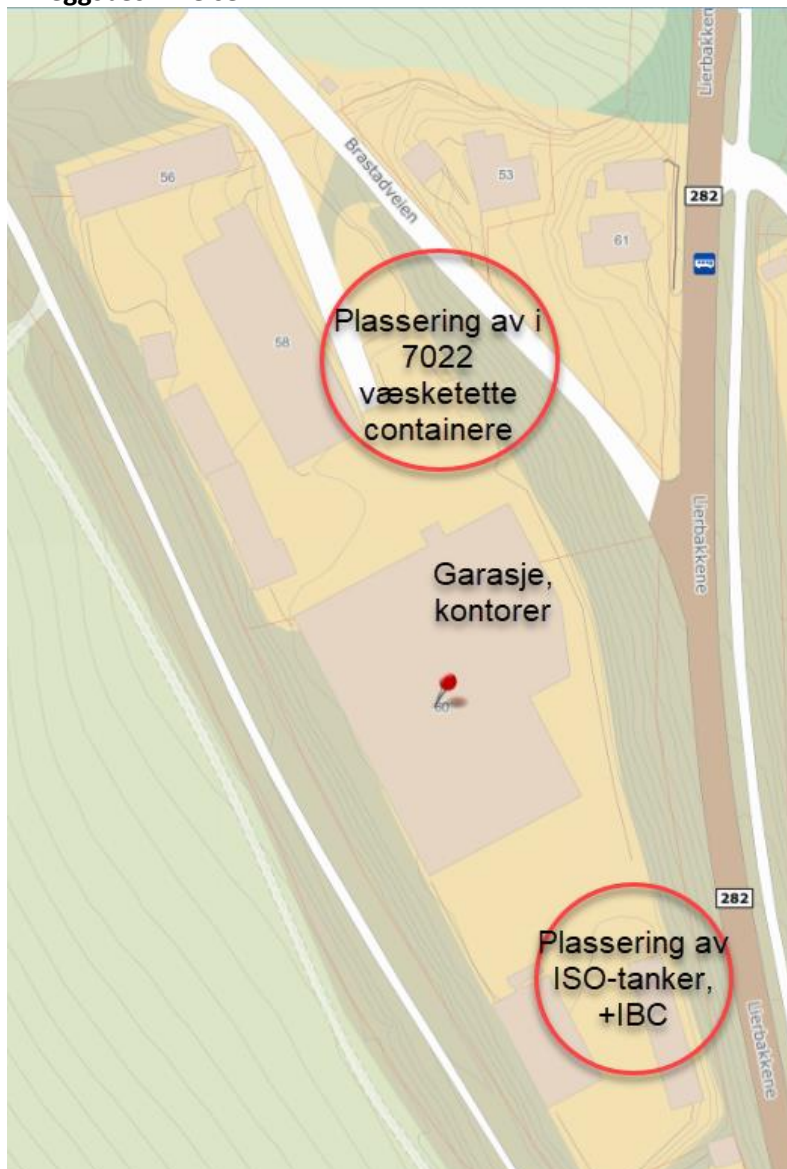 Lierbakkene
56
Brastadveien
53
282
61
58
Plassering av i
7022
væsketette
containere
Lierbakkene
Garasje,
kontorer
60
282
Plassering av
ISO-tanker,
+IBC
Lierbakkene